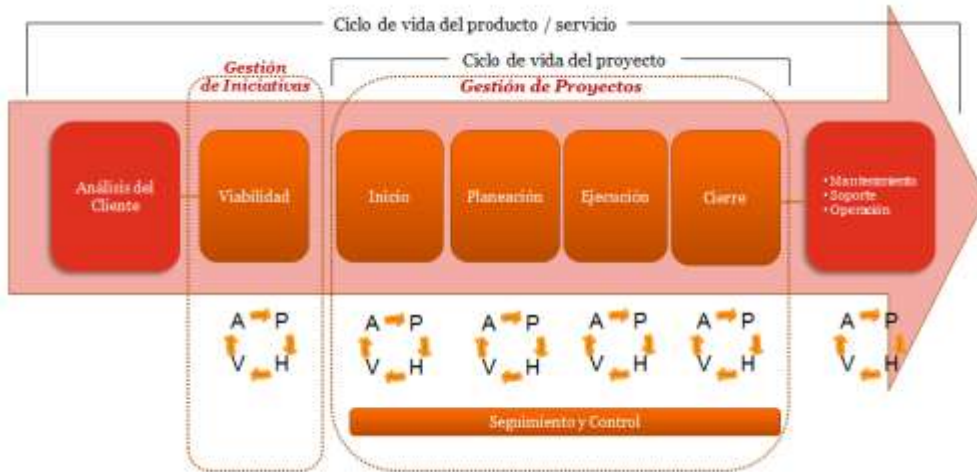 Ciclo de vida del producto / servicio
Gestión
de Iniciativas
Ciclo de vida del proyecto
Gestión de Proyectos
Análisis del
Cliente
Viabilidad
Inicio
Planeación
Ejecución
Cierre
• Mantenimiento
• Soporte
• Operación
A P
V H
A P
V H
A P
V H
A P
V H
A P
V H
A P
V H
Seguimiento y Control